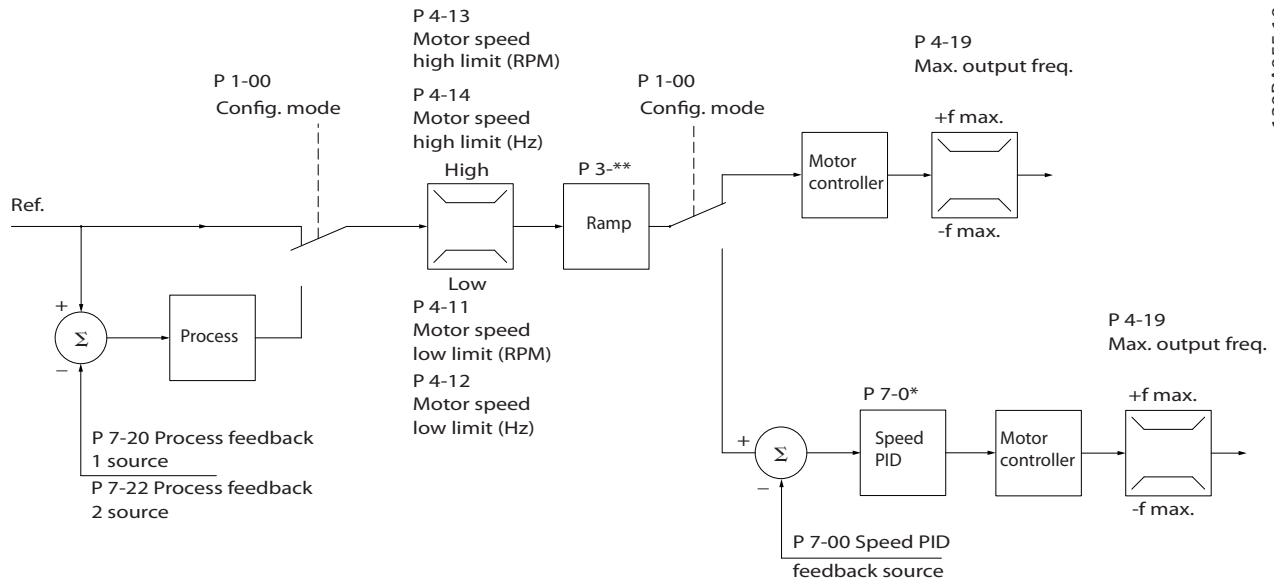 P 4-13
Motor speed
high limit (RPM)
P 4-14
Motor speed
high limit (Hz)
High
P 1-00
Config. mode
P 3-**
P 1-00
Config. mode
P 4-19
Max. output freq.
+f max.
Motor
controller
-f max.
Ref.
Ramp
Low
P 4-11
Motor speed
low limit (RPM)
P 4-12
Motor speed
low limit (Hz)
+
Σ
−
Process
P 7-20 Process feedback
1 source
P 7-22 Process feedback
2 source
P 4-19
Max. output freq.
+f max.
P 7-0*
+
Σ
−
Speed
PID
Motor
controller
-f max.
P 7-00 Speed PID
feedback source